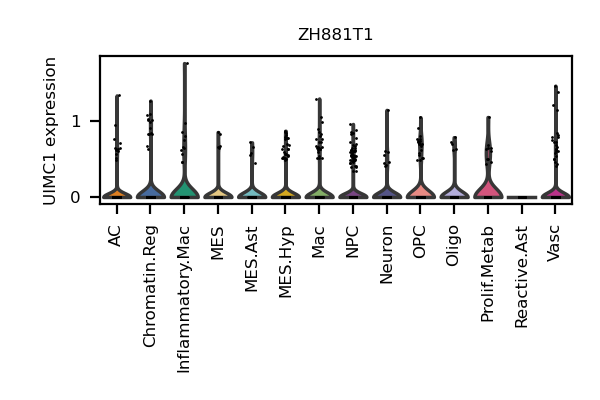 ZH881T1
UIMC1 expression
1
0
AC
Chromatin.Reg
Inflammatory.Mac
MES
MES.Ast
MES.Hyp
Mac
NPC
Neuron
OPC
Oligo
Prolif.Metab
Reactive.Ast
Vasc